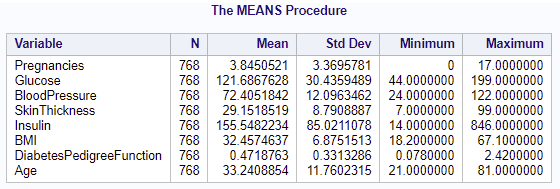 The MEANS Procedure
Variable N Mean Std Dev Minimum Maximum
Pregnancies 768 3.8450521 3.3695781 0 17.0000000
Glucose 768 121.6867628 30.4359489 44.0000000 199.0000000
BloodPressure 768 72.4051842 12.0963462 24.0000000 122.0000000
SkinThickness 768 29.1518519 8.7908887 7.0000000 99.0000000
Insulin 768 155.5482234 85.0211078 14.0000000 846.0000000
BMI 768 32.4574637 6.8751513 18.2000000 67.1000000
DiabetesPedigreeFunction 768 0.4718763 0.3313286 0.0780000 2.4200000
Age 768 33.2408854 11.7602315 21.0000000 81.0000000